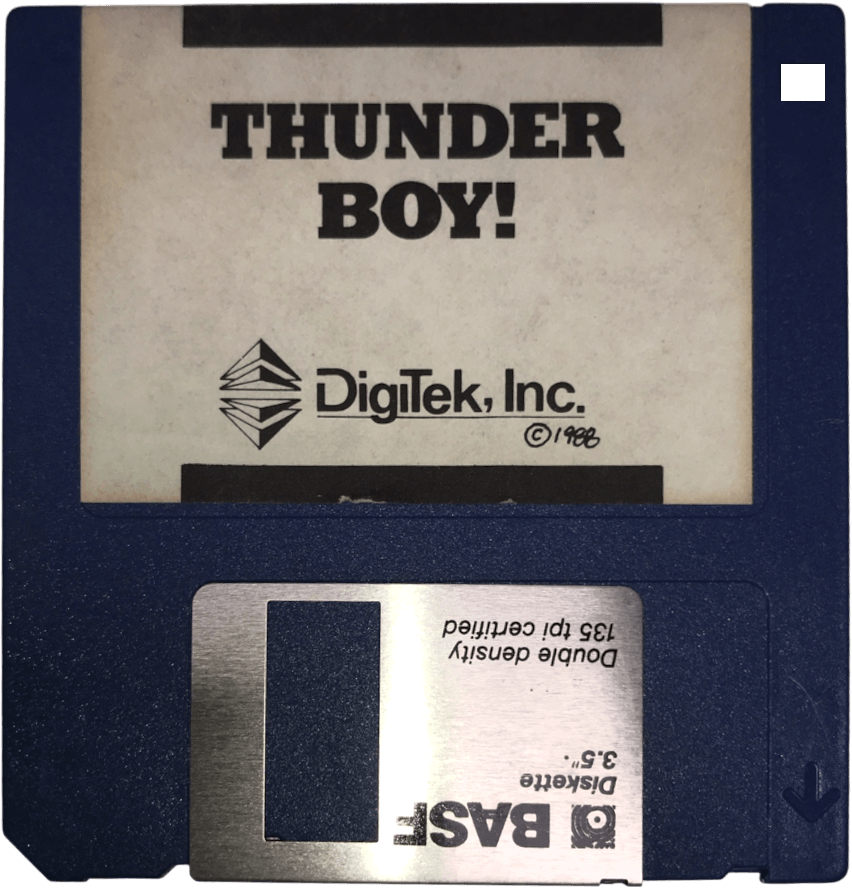 THUNDER
BOY!
DigiTek, Inc.
©1988
BASF
Diskette
3.5"
Double density
135 tpi certified